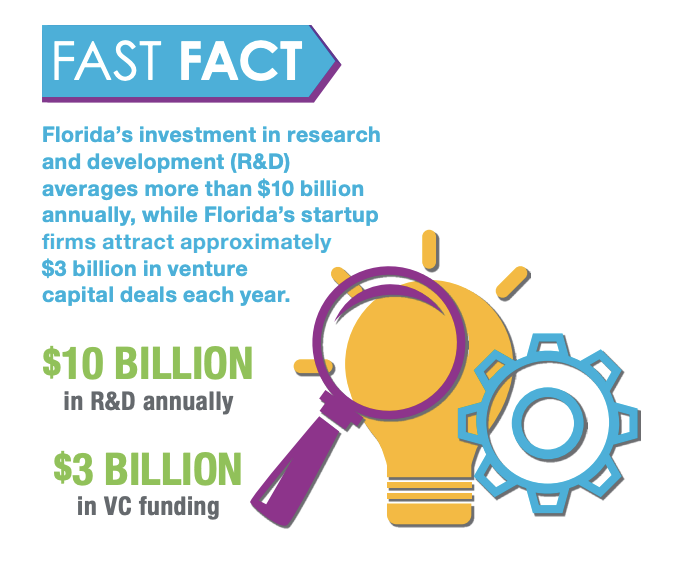 FAST FACT
Florida's investment in research
and development (R&D)
averages more than $10 billion
annually, while Florida's startup
firms attract approximately
$3 billion in venture
capital deals each year.
$10 BILLION
in R&D annually
$3 BILLION
in VC funding